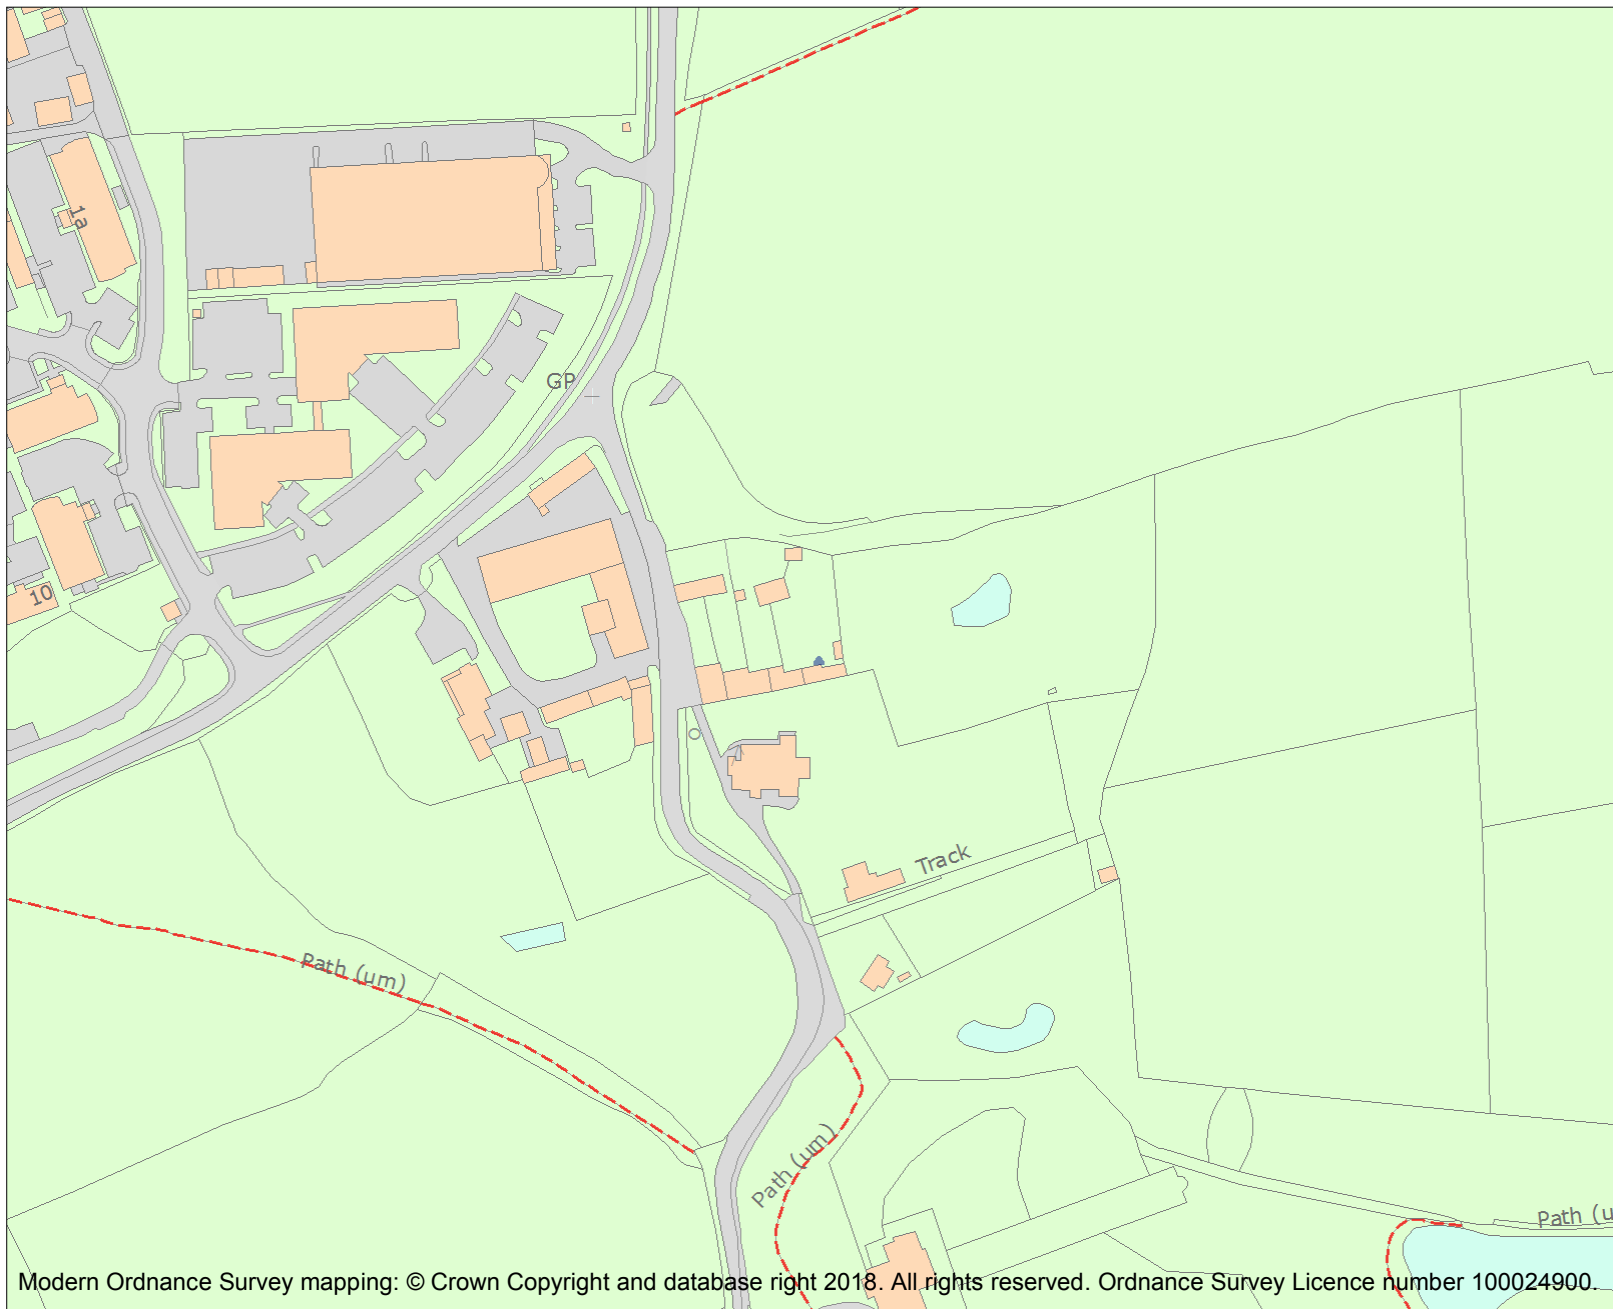 1a
GP
10
Track
Path (um)
Path (um)
Path (u
Modern Ordnance Survey mapping: © Crown Copyright and database right 2018. All rights reserved. Ordnance Survey Licence number 100024900.